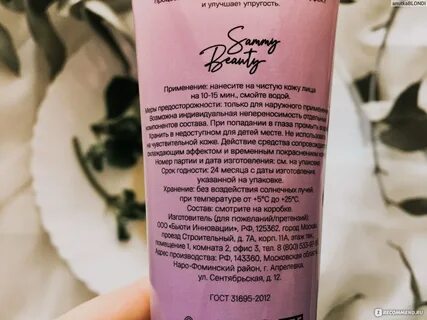 и улучшает упругость.
Sammy
Beauty
Применение: нанесите на чистую кожу лица
на 10-15 мин., смойте водой.
Меры предосторожности: только для наружного применения.
Возможна индивидуальная непереносимость отдельных
компонентов состава. При попадании в глаза промыть водой.
Хранить в недоступном для детей месте. Не использовать
на чувствительной коже. Действие средства сопровождается
охлаждающим эффектом и временным покраснением кожи.
Номер партии и дата изготовления: см. на упаковке.
Срок годности: 24 месяца с даты изготовления,
указанной на упаковке.
Хранение: без воздействия солнечных лучей
при температуре от +5°С до +25°С.
Состав: смотрите на коробке.
Изготовитель (для пожеланий/претензий):
ООО «Бьюти Инновации», РФ, 125362, город Москва,
проезд Строительный, д. 7А, корп. 11А, этаж тех.,
помещение 1, комната 2, офис 3, тел. 8 (800) 533-97-
Адрес производства: РФ, 143360, Московская область,
Наро-Фоминский район, г. Апрелевка,
ул. Сентябрьская, д. 12.
ГОСТ 31695-2012
IRECOMMEND.RU